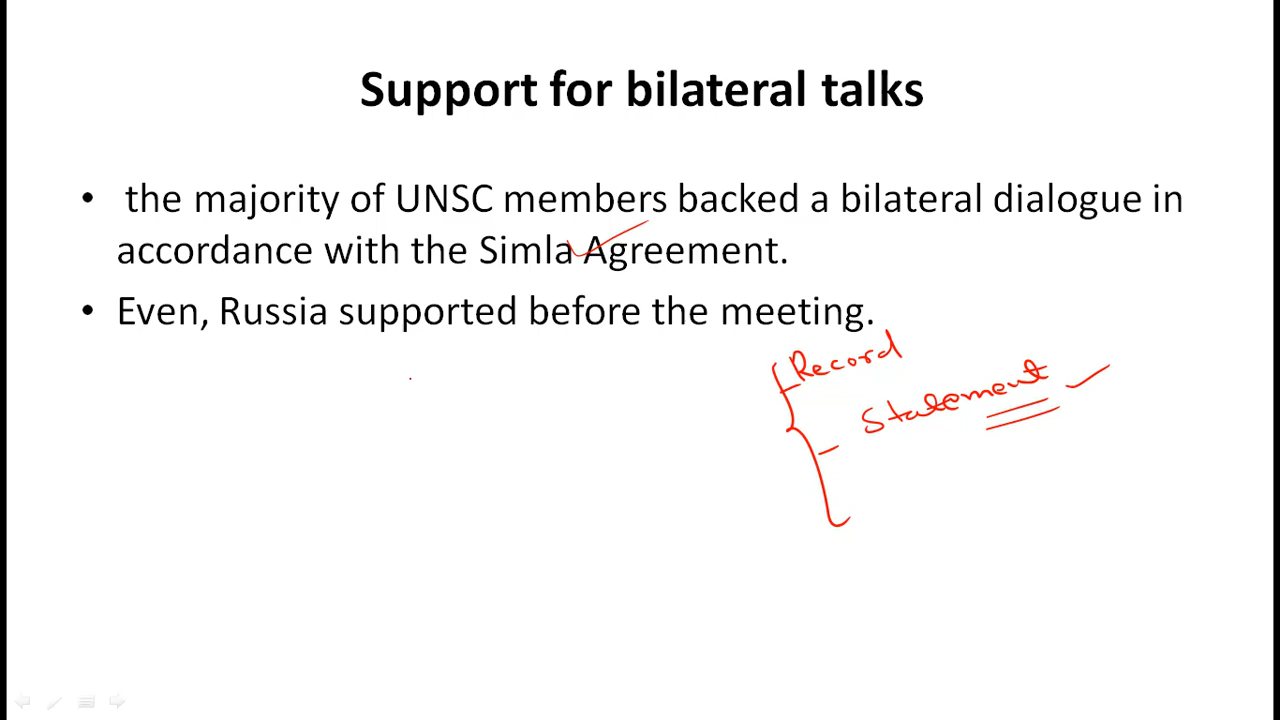 Support for bilateral talks
• the majority of UNSC members backed a bilateral dialogue in
accordance with the Simla Agreement.
• Even, Russia supported before the meeting.
Record
Statement